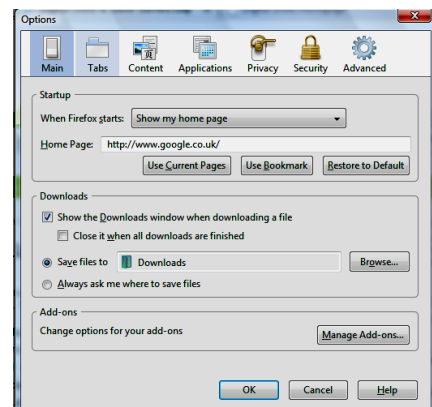 Options
Main Tabs Content Applications Privacy Security Advanced
Startup
When Firefox starts: Show my home page
Home Page: http://www.google.co.uk/
Use Current Pages Use Bookmark Restore to Default
Downloads
Show the Downloads window when downloading a file
Close it when all downloads are finished
Save files to Downloads Browse...
Always ask me where to save files
Add-ons
Change options for your add-ons Manage Add-ons...
OK Cancel Help